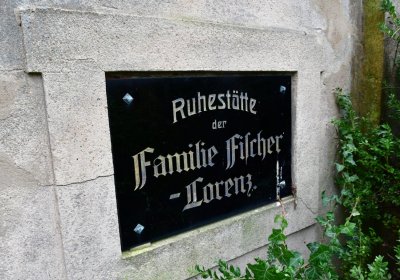 Ruhestätte
der
Familie Fiſcher
-Lorenz.